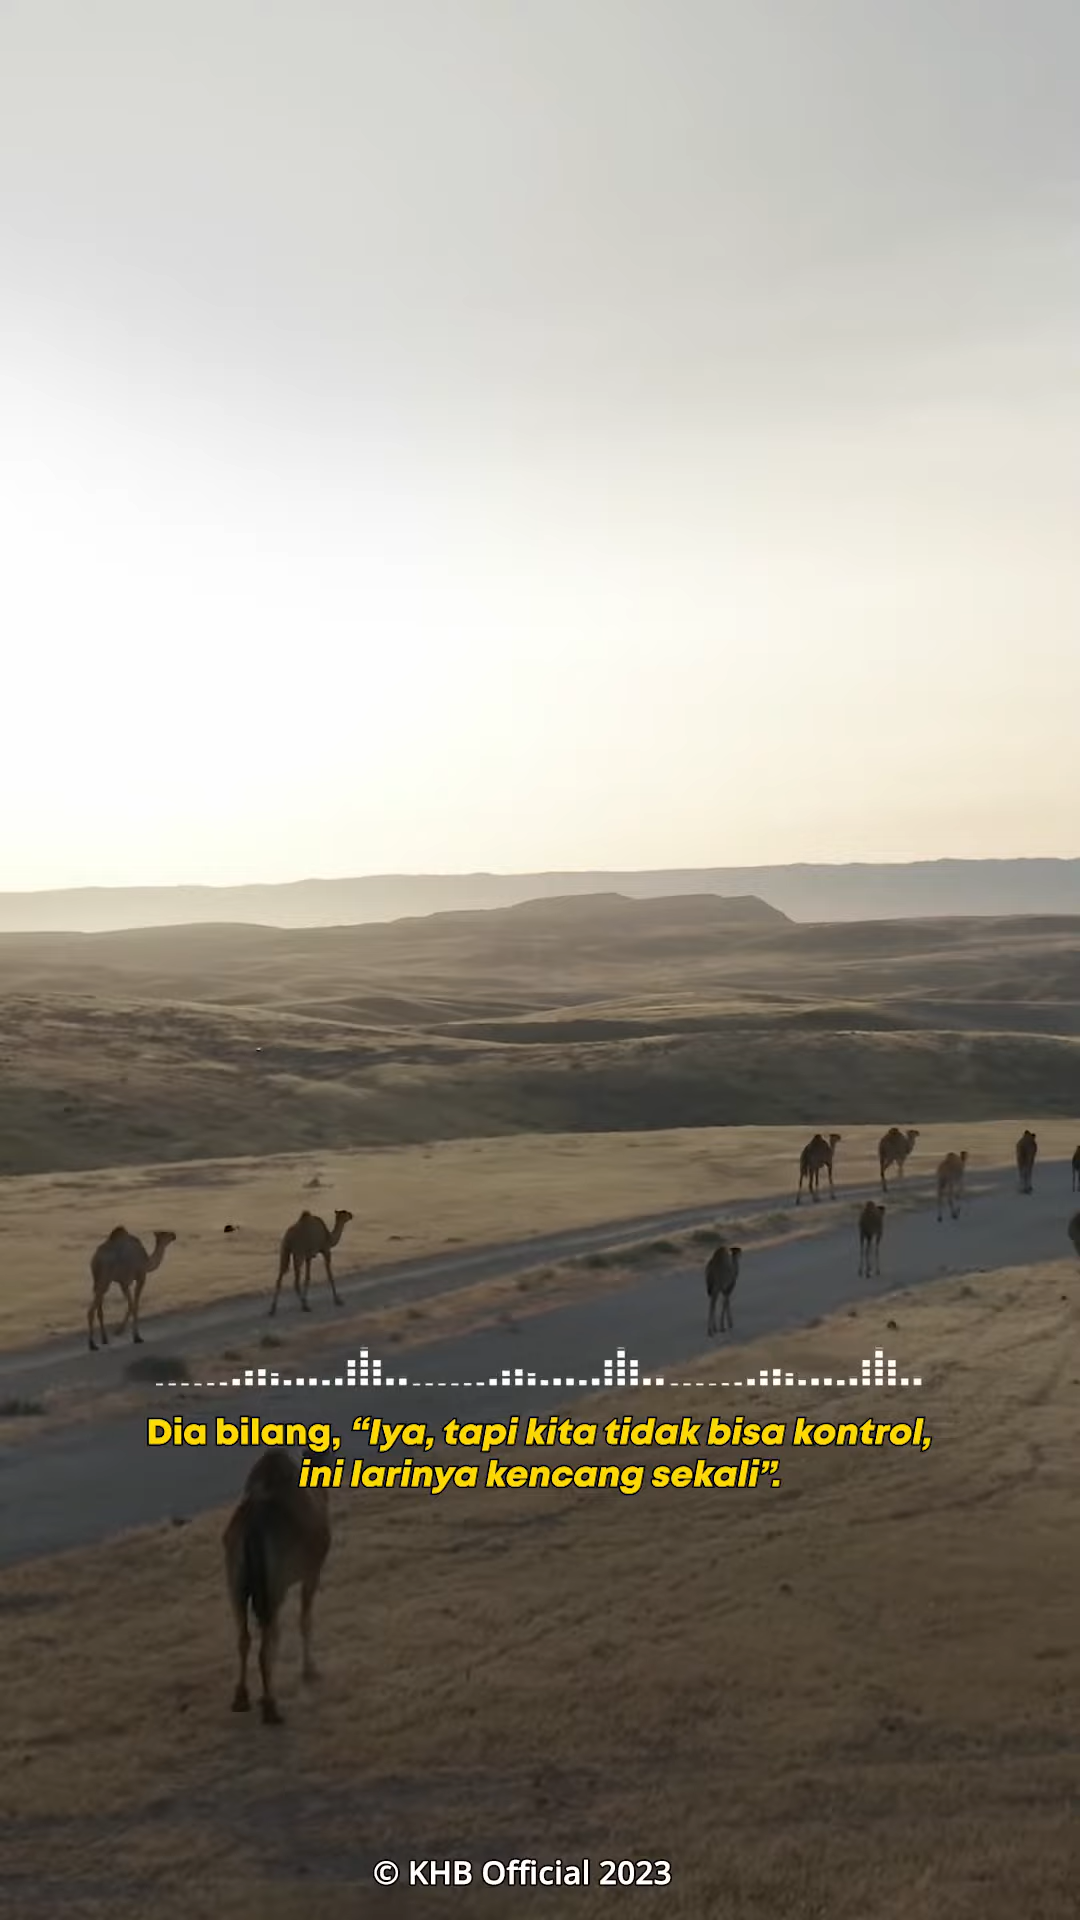 Dia bilang, “Iya, tapi kita tidak bisa kontrol,
ini larinya kencang sekali”.
© KHB Official 2023